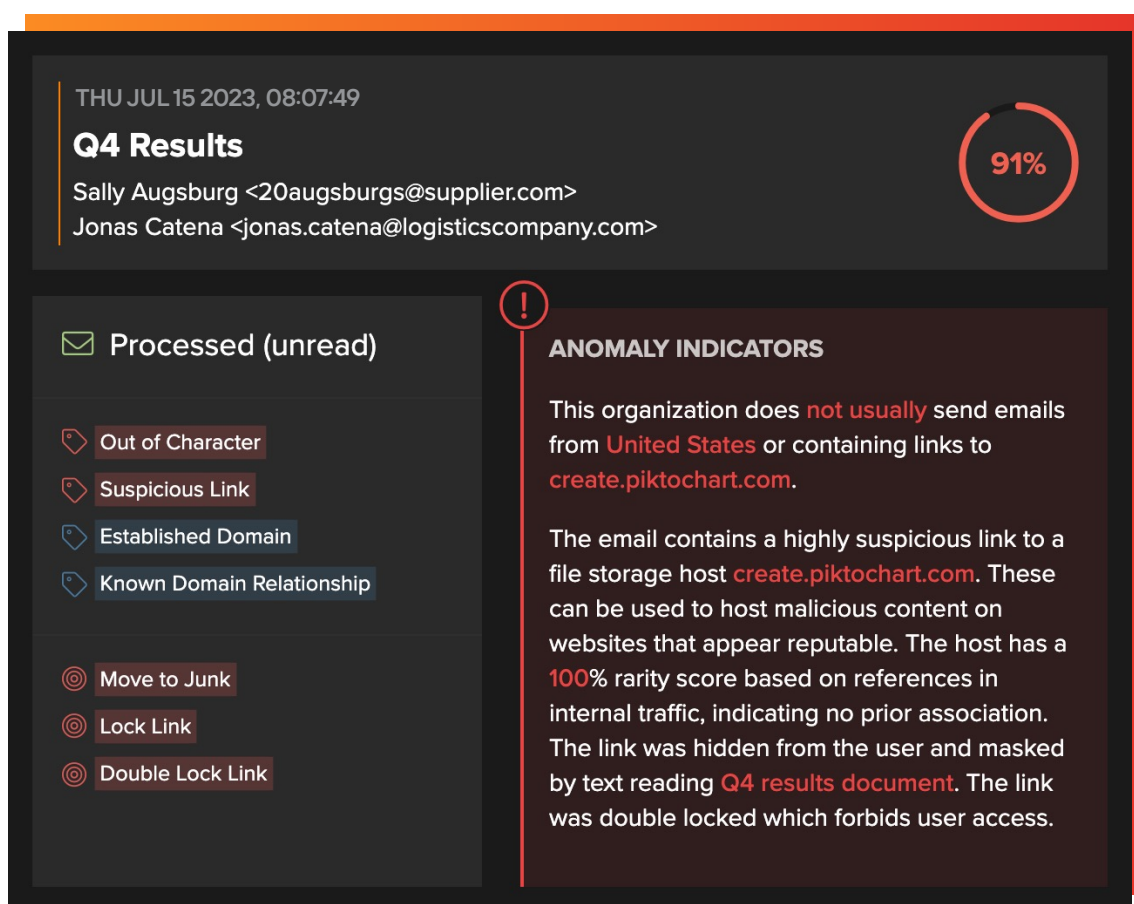 THU JUL 15 2023, 08:07:49
Q4 Results
Sally Augsburg <20augsburgs@supplier.com>
Jonas Catena <jonas.catena@logisticscompany.com>
91%
Processed (unread)
Out of Character
Suspicious Link
Established Domain
Known Domain Relationship
Move to Junk
Lock Link
Double Lock Link
!
ANOMALY INDICATORS
This organization does not usually send emails
from United States or containing links to
create.piktochart.com.
The email contains a highly suspicious link to a
file storage host create.piktochart.com. These
can be used to host malicious content on
websites that appear reputable. The host has a
100% rarity score based on references in
internal traffic, indicating no prior association.
The link was hidden from the user and masked
by text reading Q4 results document. The link
was double locked which forbids user access.